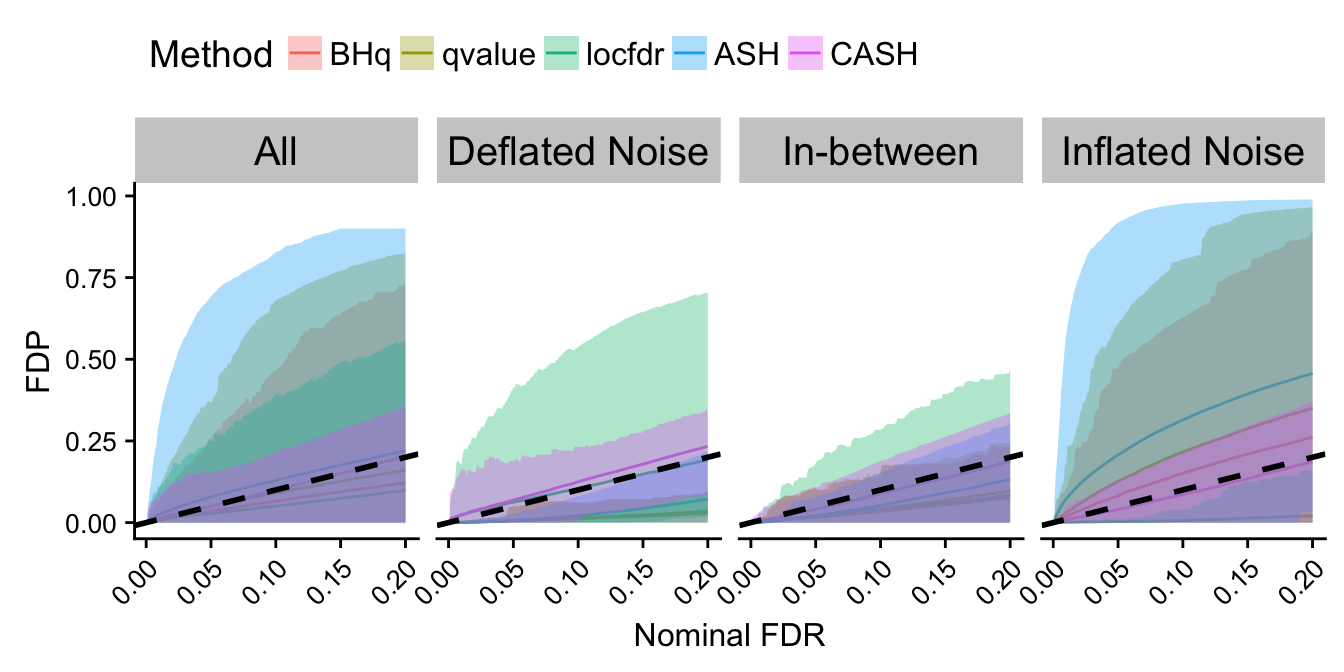 Method BHq qvalue locfdr ASH CASH
All Deflated Noise In-between Inflated Noise
1.00
0.75
0.50
0.25
0.00
FDP
0.00 0.05 0.10 0.15 0.20 0.00 0.05 0.10 0.15 0.20 0.00 0.05 0.10 0.15 0.20 0.00 0.05 0.10 0.15 0.20
Nominal FDR